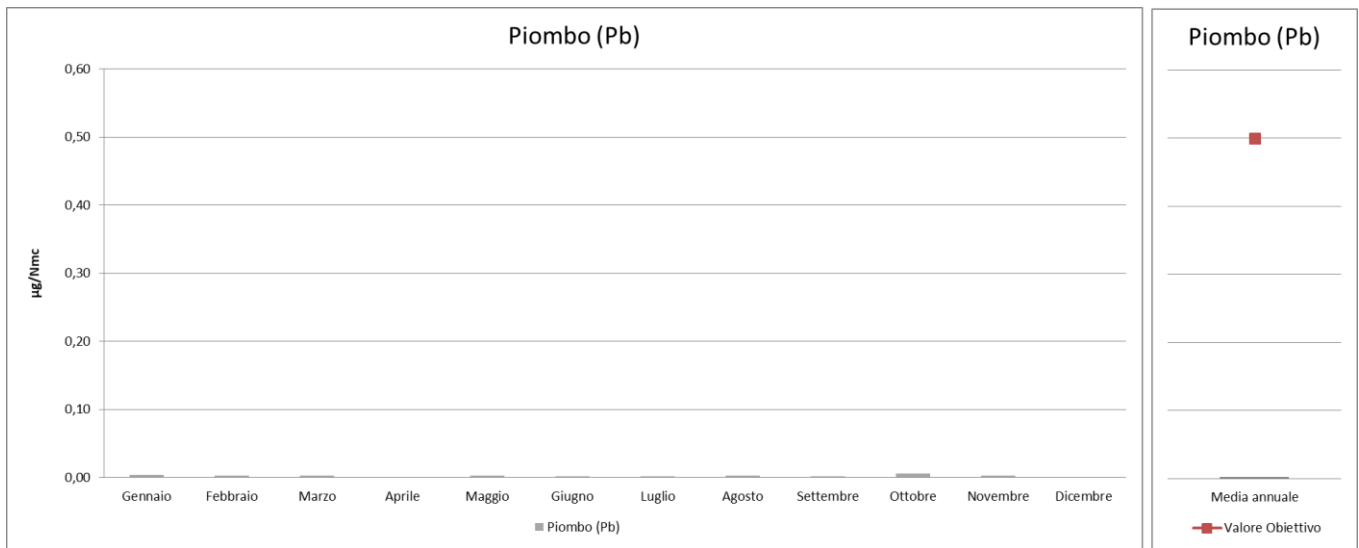 Piombo (Pb)
0,60
0,50
0,40
0,30
0,20
0,10
0,00
µg/Nmc
Gennaio Febbraio Marzo Aprile Maggio Giugno Luglio Agosto Settembre Ottobre Novembre Dicembre
Piombo (Pb)
Piombo (Pb)
Media annuale
Valore Obiettivo